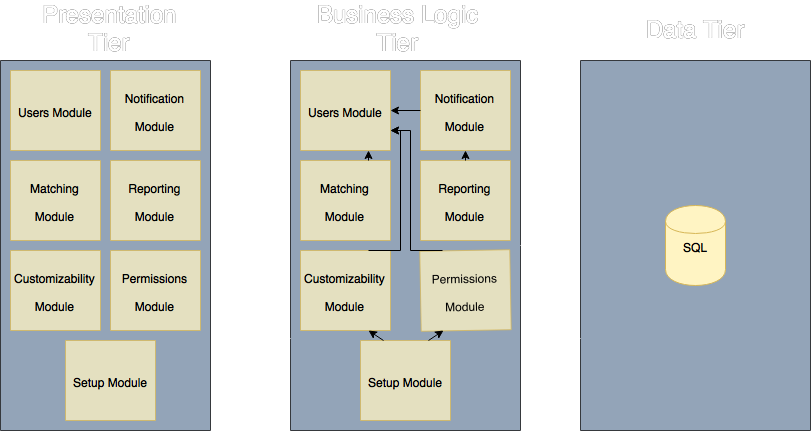 Presentation
Tier
Business Logic
Tier
Data Tier
Users Module
Notification
Module
Matching
Module
Reporting
Module
Customizability
Module
Permissions
Module
Setup Module
Users Module
Notification
Module
Matching
Module
Reporting
Module
Customizability
Module
Permissions
Module
Setup Module
SQL